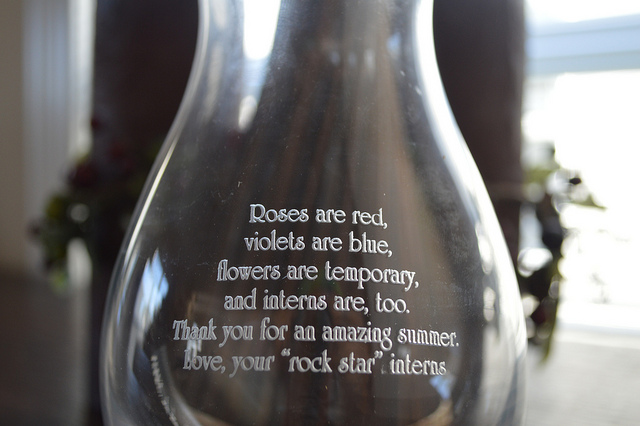 Roses are red,
violets are blue,
flowers are temporary,
and interns are, too.
Thank you for an amazing summer.
Love, your “rock star” interns